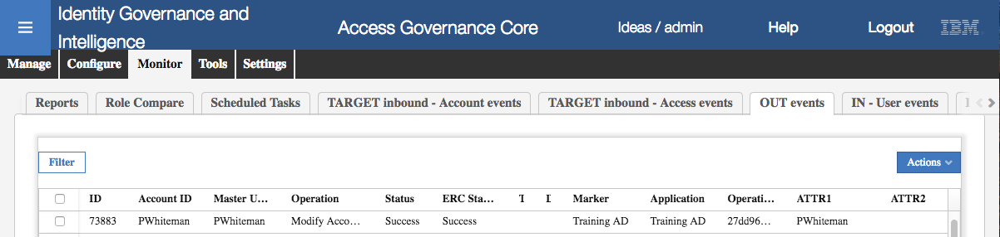 Identity Governance and
Intelligence
Access Governance Core
Ideas / admin
Help
Logout
IBM
Manage Configure Monitor Tools Settings
Reports Role Compare Scheduled Tasks TARGET inbound - Account events TARGET inbound - Access events OUT events IN - User events
Filter Actions
ID Account ID Master U... Operation Status ERC Sta... Marker Application Operati... ATTR1 ATTR2
73883 PWhiteman PWhiteman Modify Acco... Success Success Training AD Training AD 27dd96... PWhiteman